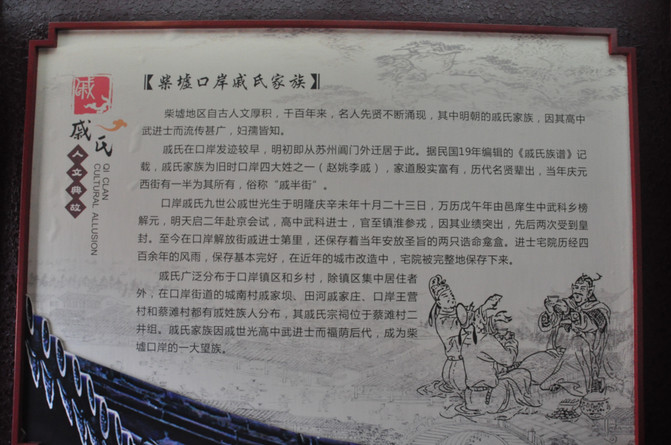 戚
戚氏
人文典故
QI CLAN
CULTURAL ALLUSION
【柴墟口岸戚氏家族】
柴墟地区自古人文厚积，千百年来，名人先贤不断涌现，其中明朝的戚氏家族，因其高中
武进士而流传甚广，妇孺皆知。
戚氏在口岸发迹较早，明初即从苏州阊门外迁居于此。据民国19年编辑的《戚氏族谱》记
载，戚氏家族为旧时口岸四大姓之一（赵姚李戚），家道殷实富有，历代名贤辈出，当年庆元
西街有一半为其所有，俗称“戚半街”。
口岸戚氏九世公戚世光生于明隆庆辛未年十月二十三日，万历戊午年由邑庠生中武科乡榜
解元，明天启二年赴京会试，高中武科进士，官至镇淮参戎，因其业绩突出，先后两次受到皇
封。至今在口岸解放街戚进士第里，还保存着当年安放圣旨的两只诰命龛盒。进士宅院历经四
百余年的风雨，保存基本完好，在近年的城市改造中，宅院被完整地保存下来。
戚氏广泛分布于口岸镇区和乡村，除镇区集中居住者
外，在口岸街道的城南村戚家坝、田河戚家庄、口岸王营
村和蔡滩村都有戚姓族人分布，其戚氏宗祠位于蔡滩村二
井组。戚氏家族因戚世光高中武进士而福荫后代，成为柴
墟口岸的一大望族。